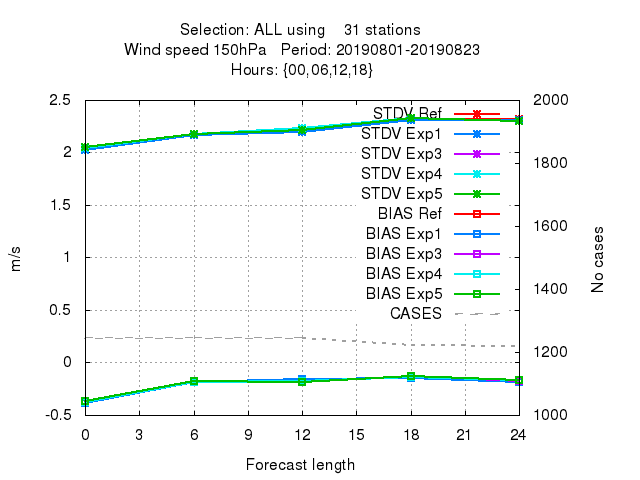 Selection: ALL using 31 stations
Wind speed 150hPa Period: 20190801-20190823
Hours: {00,06,12,18}
2.5
2
1.5
1
0.5
0
-0.5
m/s
2000
1800
1600
1400
1200
1000
No cases
STDV Ref
STDV Exp1
STDV Exp3
STDV Exp4
STDV Exp5
BIAS Ref
BIAS Exp1
BIAS Exp3
BIAS Exp4
BIAS Exp5
CASES
0 3 6 9 12 15 18 21 24
Forecast length